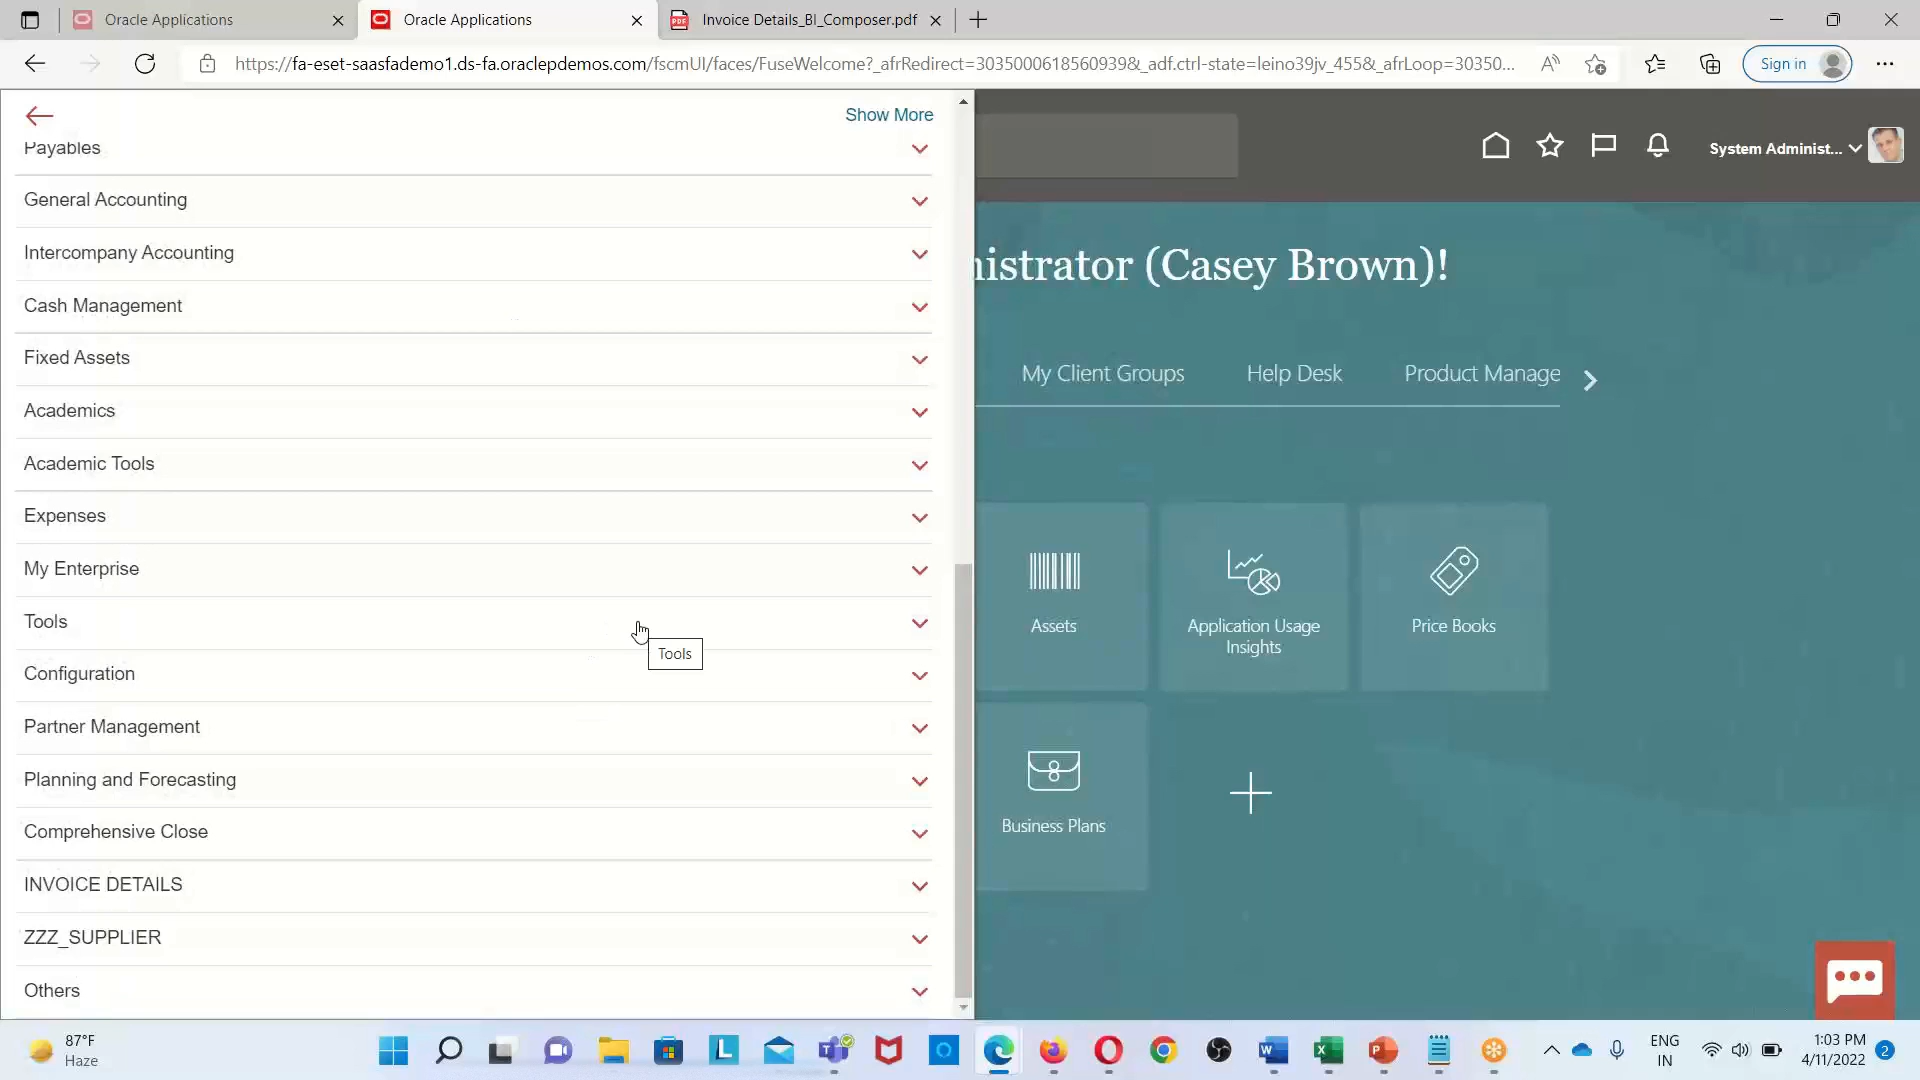 Oracle Applications
Oracle Applications
Invoice Details_BI_Composer.pdf
https://fa-eset-saasfademo1.ds-fa.oraclepdemos.com/fscmUI/faces/FuseWelcome?_afrRedirect=3035000618560939&_adf.ctrl-state=leino39jv_455&_afrLoop=30350...
Sign in
Show More
Payables
General Accounting
Intercompany Accounting
Cash Management
Fixed Assets
Academics
Academic Tools
Expenses
My Enterprise
Tools
Tools
Configuration
Partner Management
Planning and Forecasting
Comprehensive Close
INVOICE DETAILS
ZZZ_SUPPLIER
Others
System Administ...
nistrator (Casey Brown)!
My Client Groups
Help Desk
Product Manage
Assets
Application Usage
Insights
Price Books
Business Plans
87°F
Haze
ENG
IN
1:03 PM
4/11/2022
2